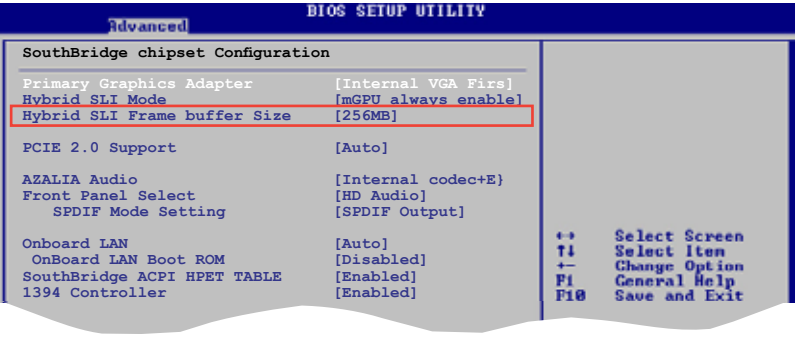 BIOS SETUP UTILITY
Advanced
SouthBridge chipset Configuration
Primary Graphics Adapter [Internal VGA Firs]
Hybrid SLI Mode [mGPU always enable]
Hybrid SLI Frame buffer Size [256MB]
PCIE 2.0 Support [Auto]
AZALIA Audio [Internal codec+E}
Front Panel Select [HD Audio]
SPDIF Mode Setting [SPDIF Output]
Onboard LAN [Auto]
OnBoard LAN Boot ROM [Disabled]
SouthBridge ACPI HPET TABLE [Enabled]
1394 Controller [Enabled]
↔ Select Screen
↑↓ Select Item
+- Change Option
F1 General Help
F10 Save and Exit